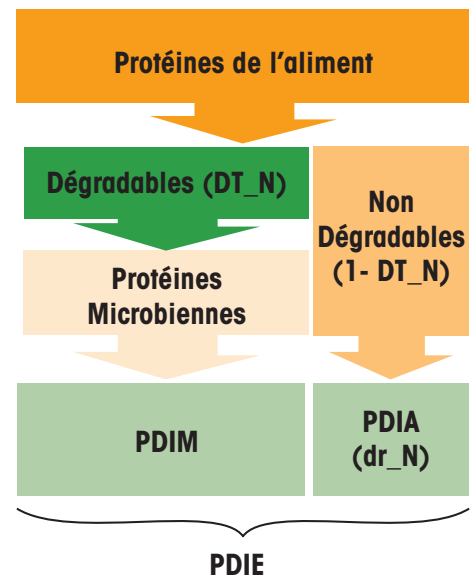 Protéines de l’aliment
Dégradables (DT_N)
Non
Dégradables
(1- DT_N)
Protéines
Microbiennes
PDIM
PDIA
(dr_N)
PDIE